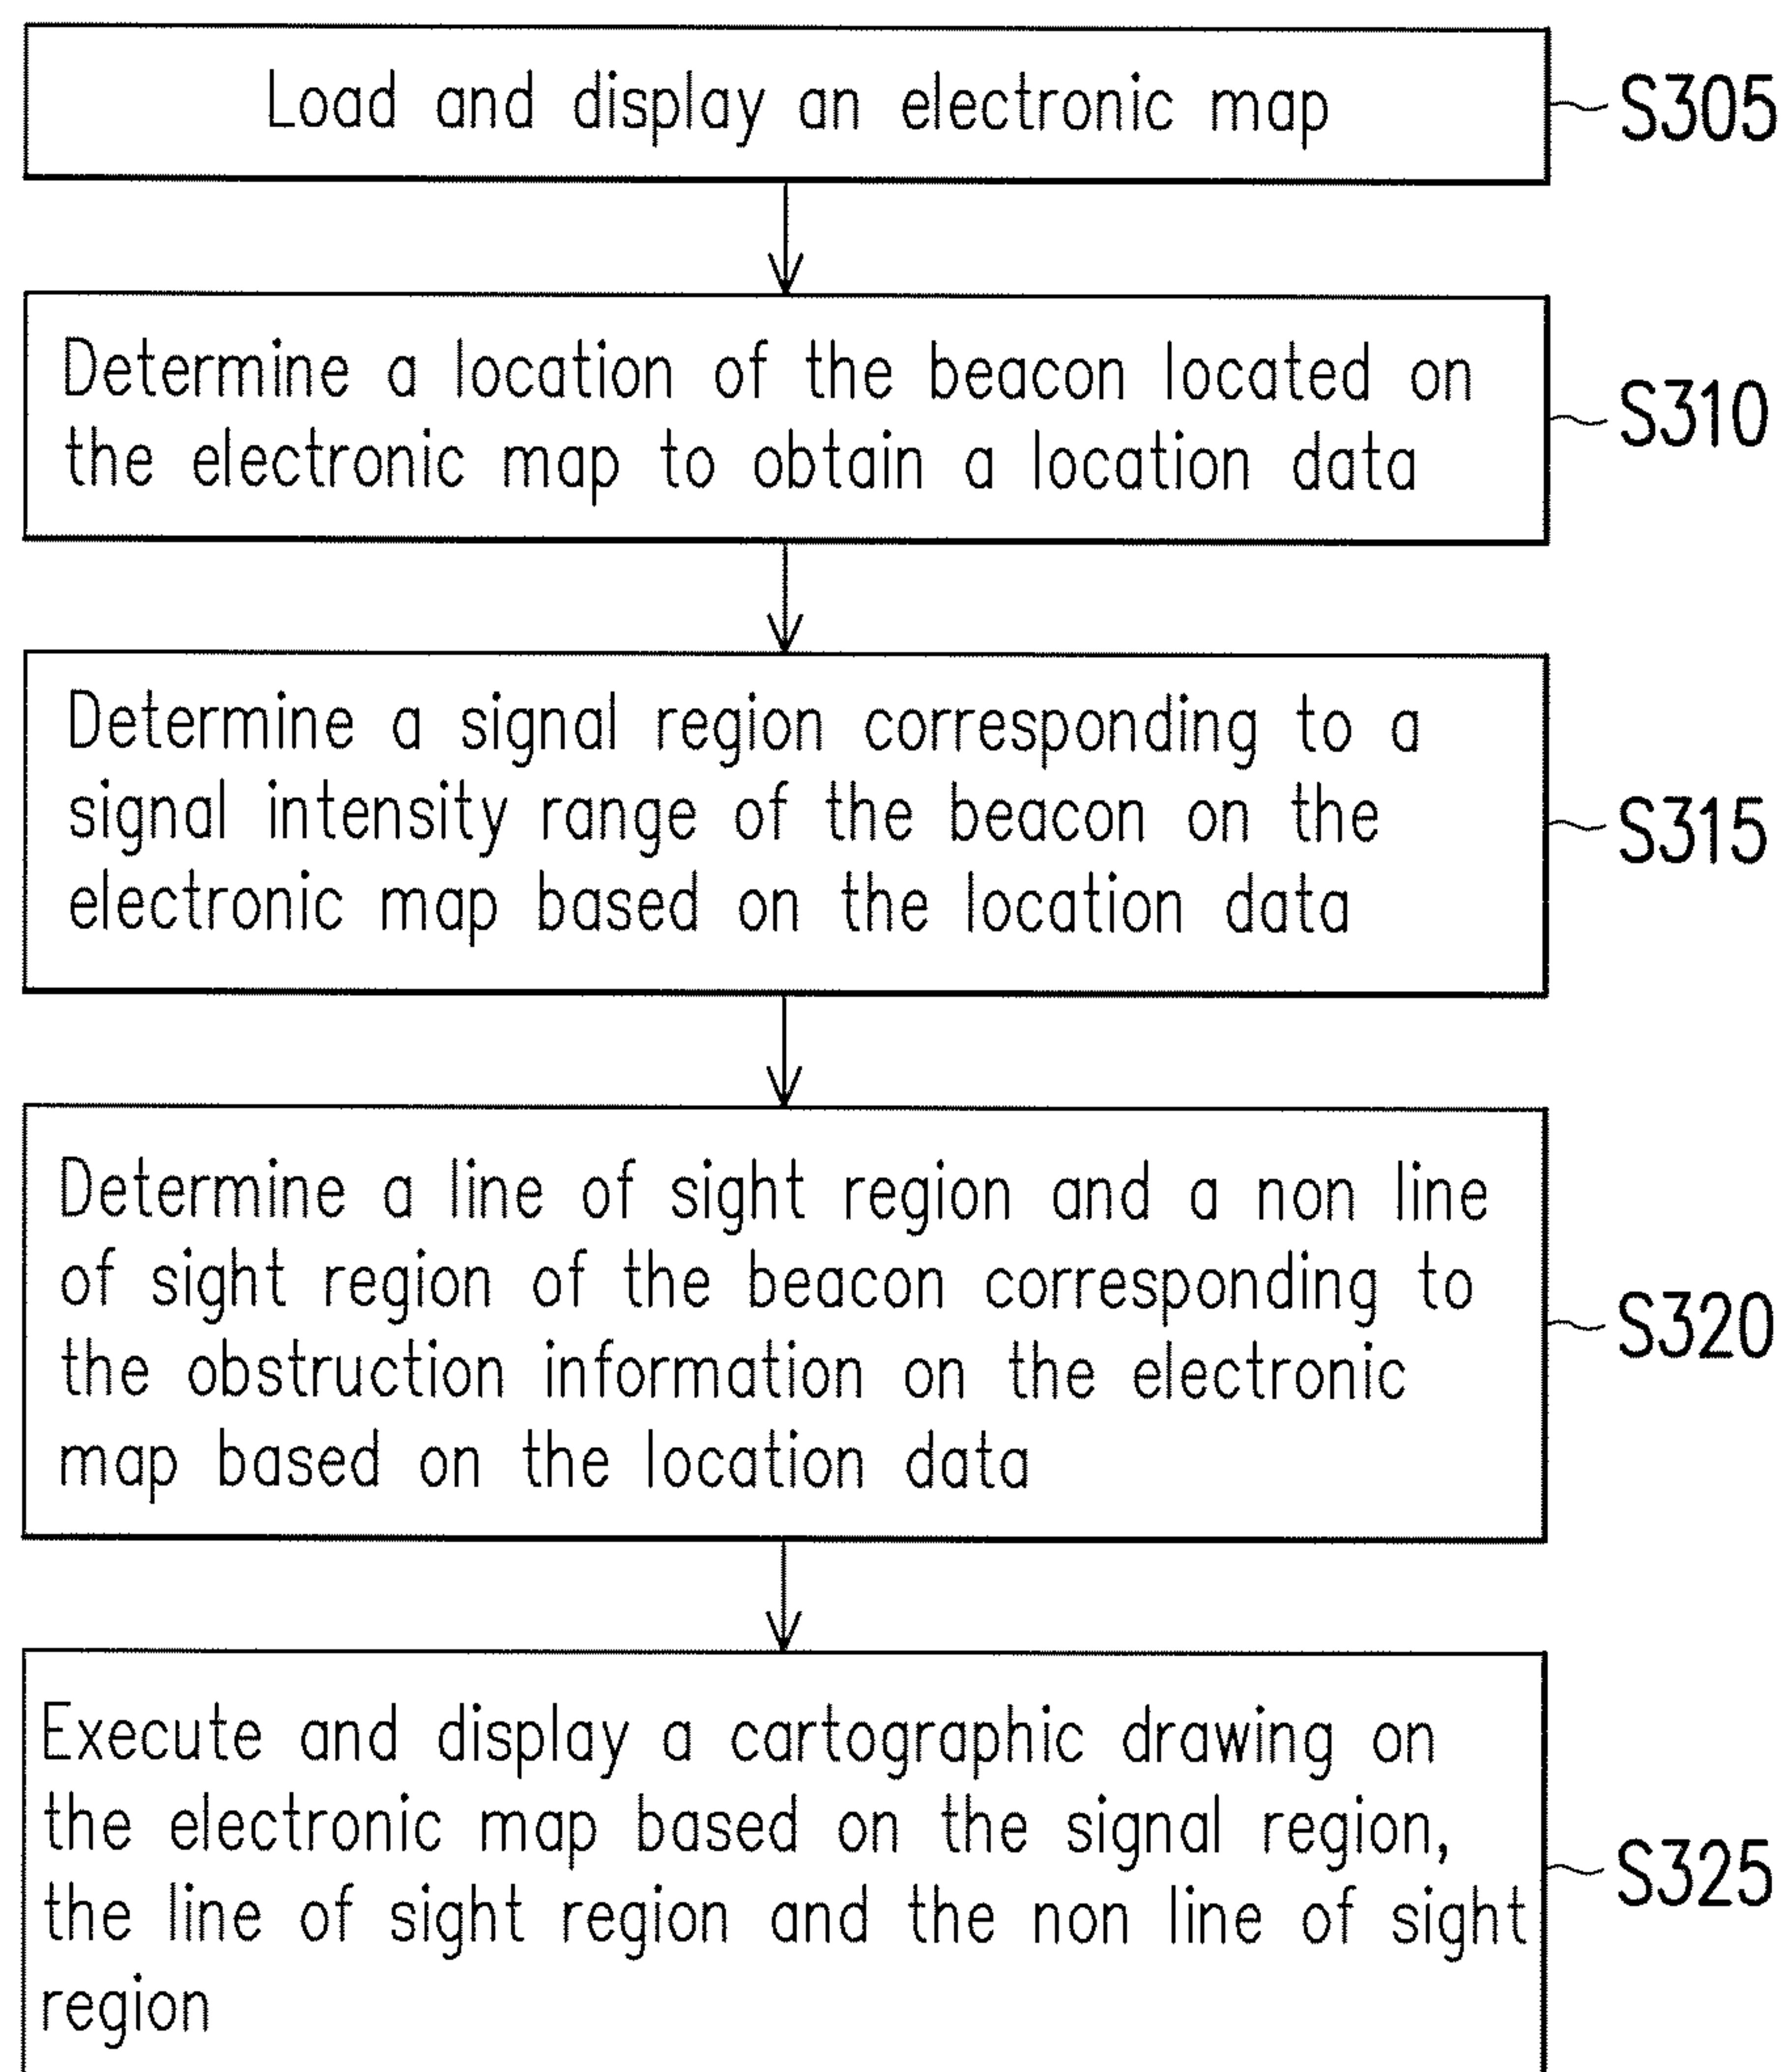 Load and display an electronic map
S305
Determine a location of the beacon located on
the electronic map to obtain a location data
S310
Determine a signal region corresponding to a
signal intensity range of the beacon on the
electronic map based on the location data
S315
Determine a line of sight region and a non line
of sight region of the beacon corresponding to
the obstruction information on the electronic
map based on the location data
S320
Execute and display a cartographic drawing on
the electronic map based on the signal region,
the line of sight region and the non line of sight
region
S325